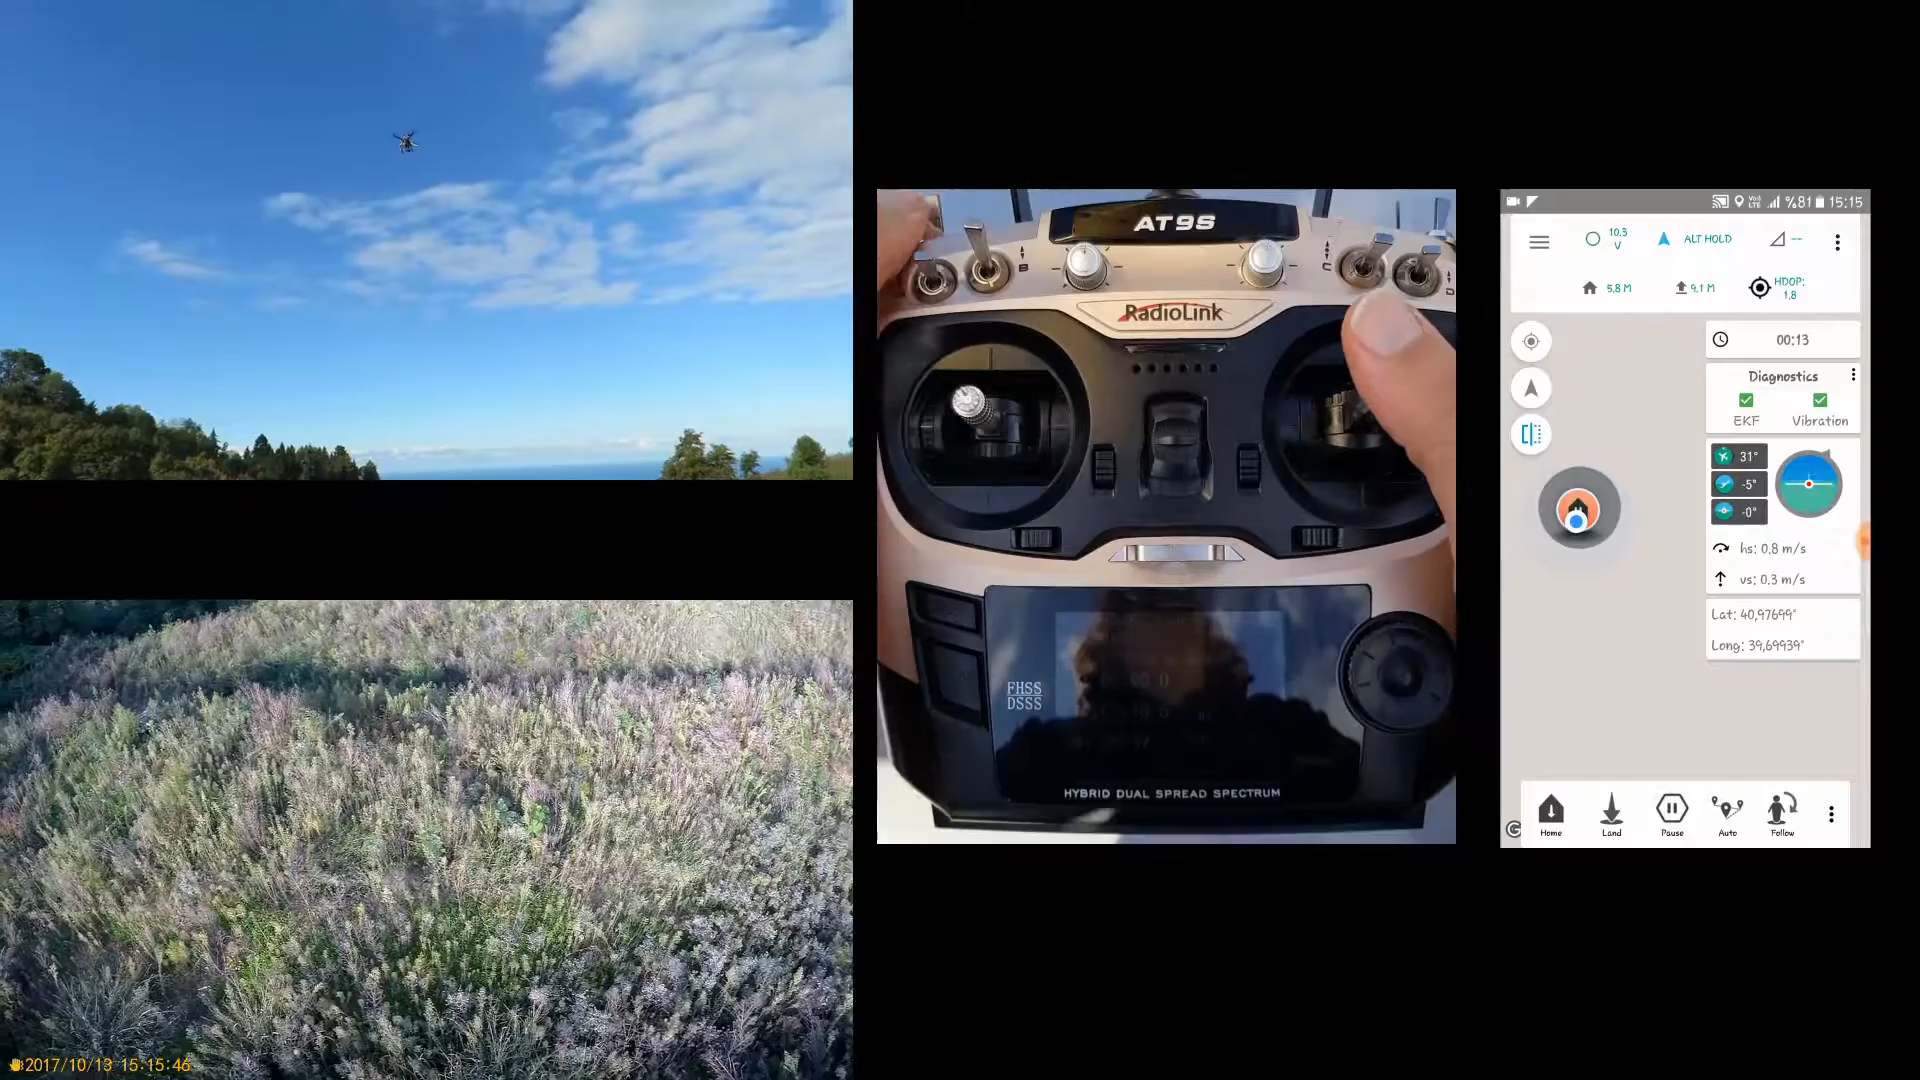 2017/10/13 15:15:46
AT9S
B
C
D
RadioLink
FHSS
DSSS
HYBRID DUAL SPREAD SPECTRUM
LTE %81 15:15
10.3
V
ALT HOLD
--
5.8 M
9.1 M
HDOP:
1.8
00:13
Diagnostics
EKF
Vibration
31°
-5°
-0°
hs: 0.8 m/s
vs: 0.3 m/s
Lat: 40,97699°
Long: 39,69939°
G
Home
Land
Pause
Auto
Follow